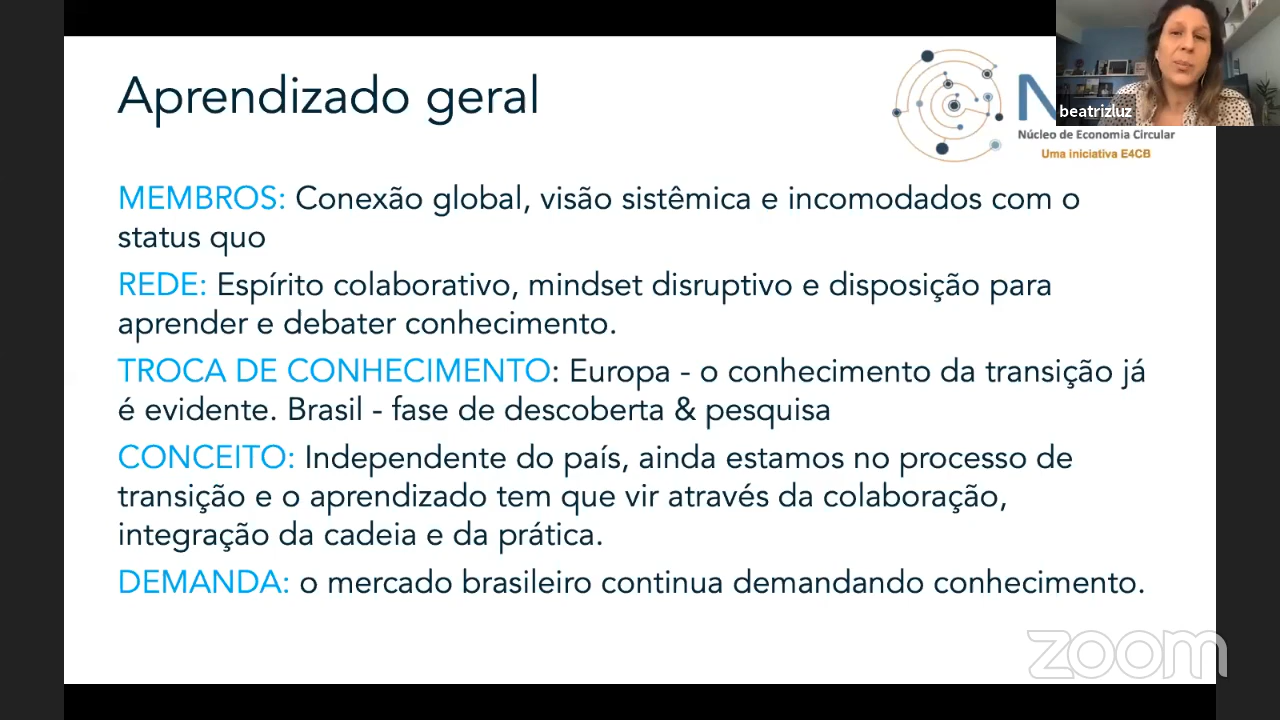 Aprendizado geral
N
beatrizluz
Núcleo de Economia Circular
Uma iniciativa E4CB
MEMBROS: Conexão global, visão sistêmica e incomodados com o
status quo
REDE: Espírito colaborativo, mindset disruptivo e disposição para
aprender e debater conhecimento.
TROCA DE CONHECIMENTO: Europa - o conhecimento da transição já
é evidente. Brasil - fase de descoberta & pesquisa
CONCEITO: Independente do país, ainda estamos no processo de
transição e o aprendizado tem que vir através da colaboração,
integração da cadeia e da prática.
DEMANDA: o mercado brasileiro continua demandando conhecimento.
zoom